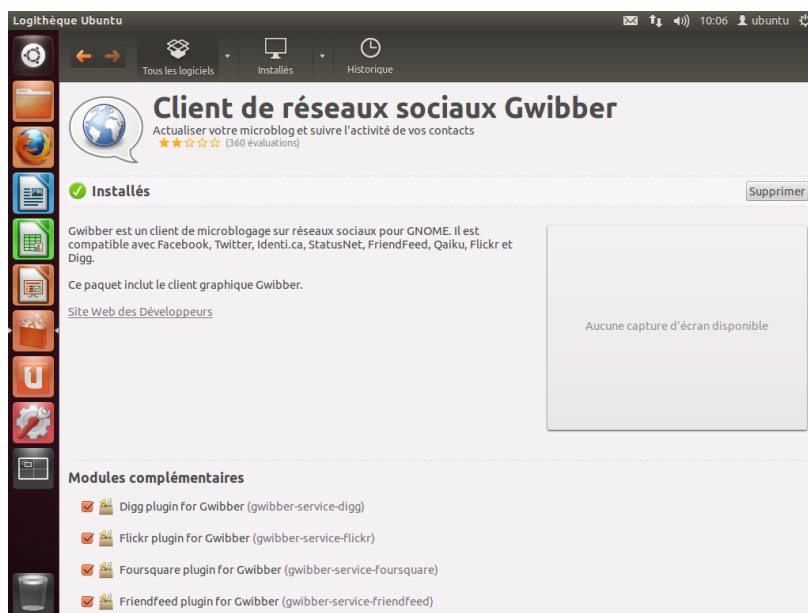 Logithèque Ubuntu
10:06 ubuntu
Tous les logiciels
Installés
Historique
Client de réseaux sociaux Gwibber
Actualiser votre microblog et suivre l'activité de vos contacts
(360 évaluations)
Installés
Supprimer
Gwibber est un client de microblogage sur réseaux sociaux pour GNOME. Il est
compatible avec Facebook, Twitter, Identi.ca, StatusNet, FriendFeed, Qaiku, Flickr et
Digg.
Ce paquet inclut le client graphique Gwibber.
Site Web des Développeurs
Aucune capture d'écran disponible
Modules complémentaires
Digg plugin for Gwibber (gwibber-service-digg)
Flickr plugin for Gwibber (gwibber-service-flickr)
Foursquare plugin for Gwibber (gwibber-service-foursquare)
Friendfeed plugin for Gwibber (gwibber-service-friendfeed)